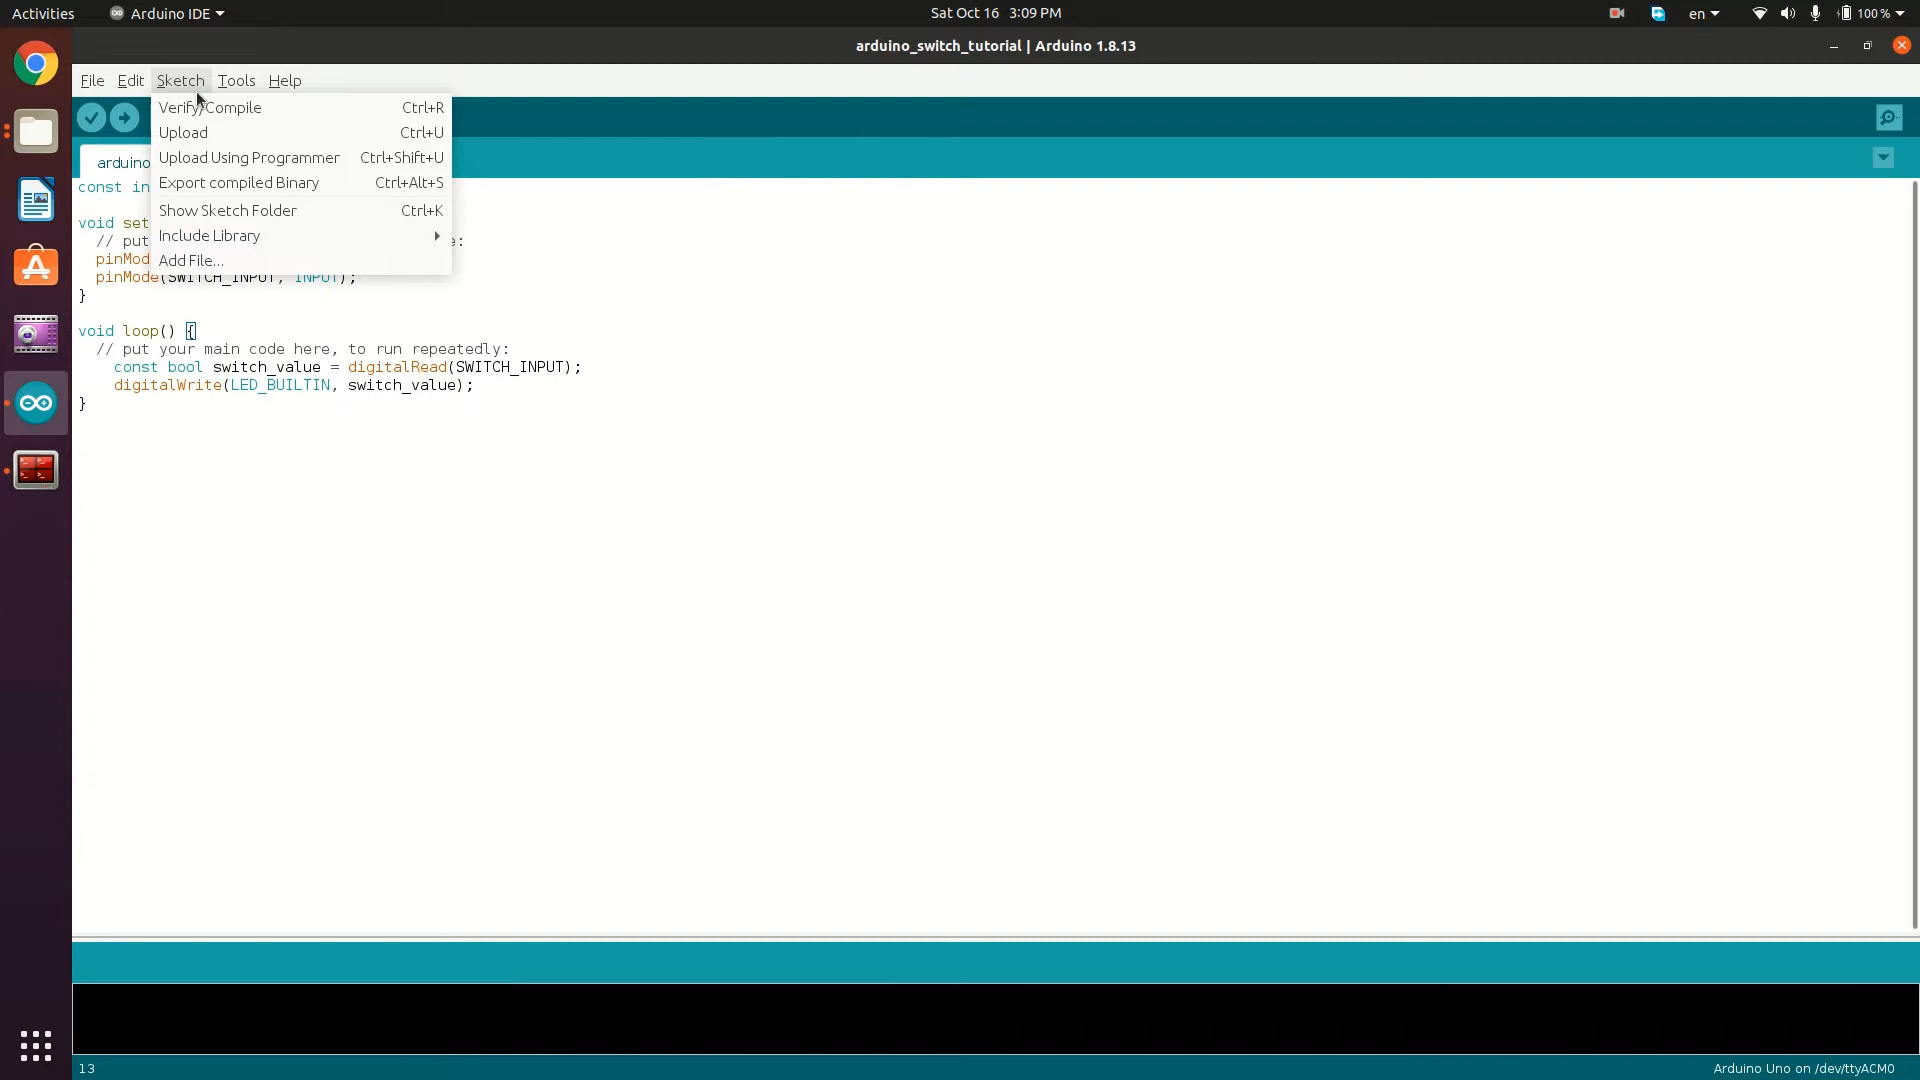 Activities Arduino IDE Sat Oct 16 3:09 PM en 100 %
arduino_switch_tutorial | Arduino 1.8.13
File Edit Sketch Tools Help
Verify/Compile Ctrl+R
Upload Ctrl+U
Upload Using Programmer Ctrl+Shift+U
Export compiled Binary Ctrl+Alt+S
Show Sketch Folder Ctrl+K
Include Library
Add File...
arduino
const in
void set
// put e:
pinMod
pinMode(SWITCH_INPUT, INPUT);
}
void loop() {
// put your main code here, to run repeatedly:
const bool switch_value = digitalRead(SWITCH_INPUT);
digitalWrite(LED_BUILTIN, switch_value);
}
13 Arduino Uno on /dev/ttyACM0